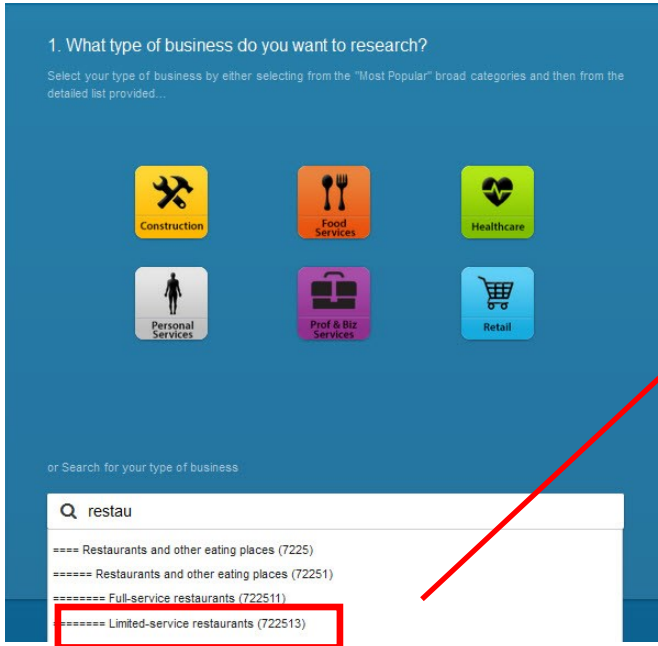 1. What type of business do you want to research?
Select your type of business by either selecting from the "Most Popular" broad categories and then from the
detailed list provided...
Construction
Food
Services
Healthcare
Personal
Services
Prof & Biz
Services
Retail
or Search for your type of business
restau
==== Restaurants and other eating places (7225)
====== Restaurants and other eating places (72251)
======== Full-service restaurants (722511)
======== Limited-service restaurants (722513)